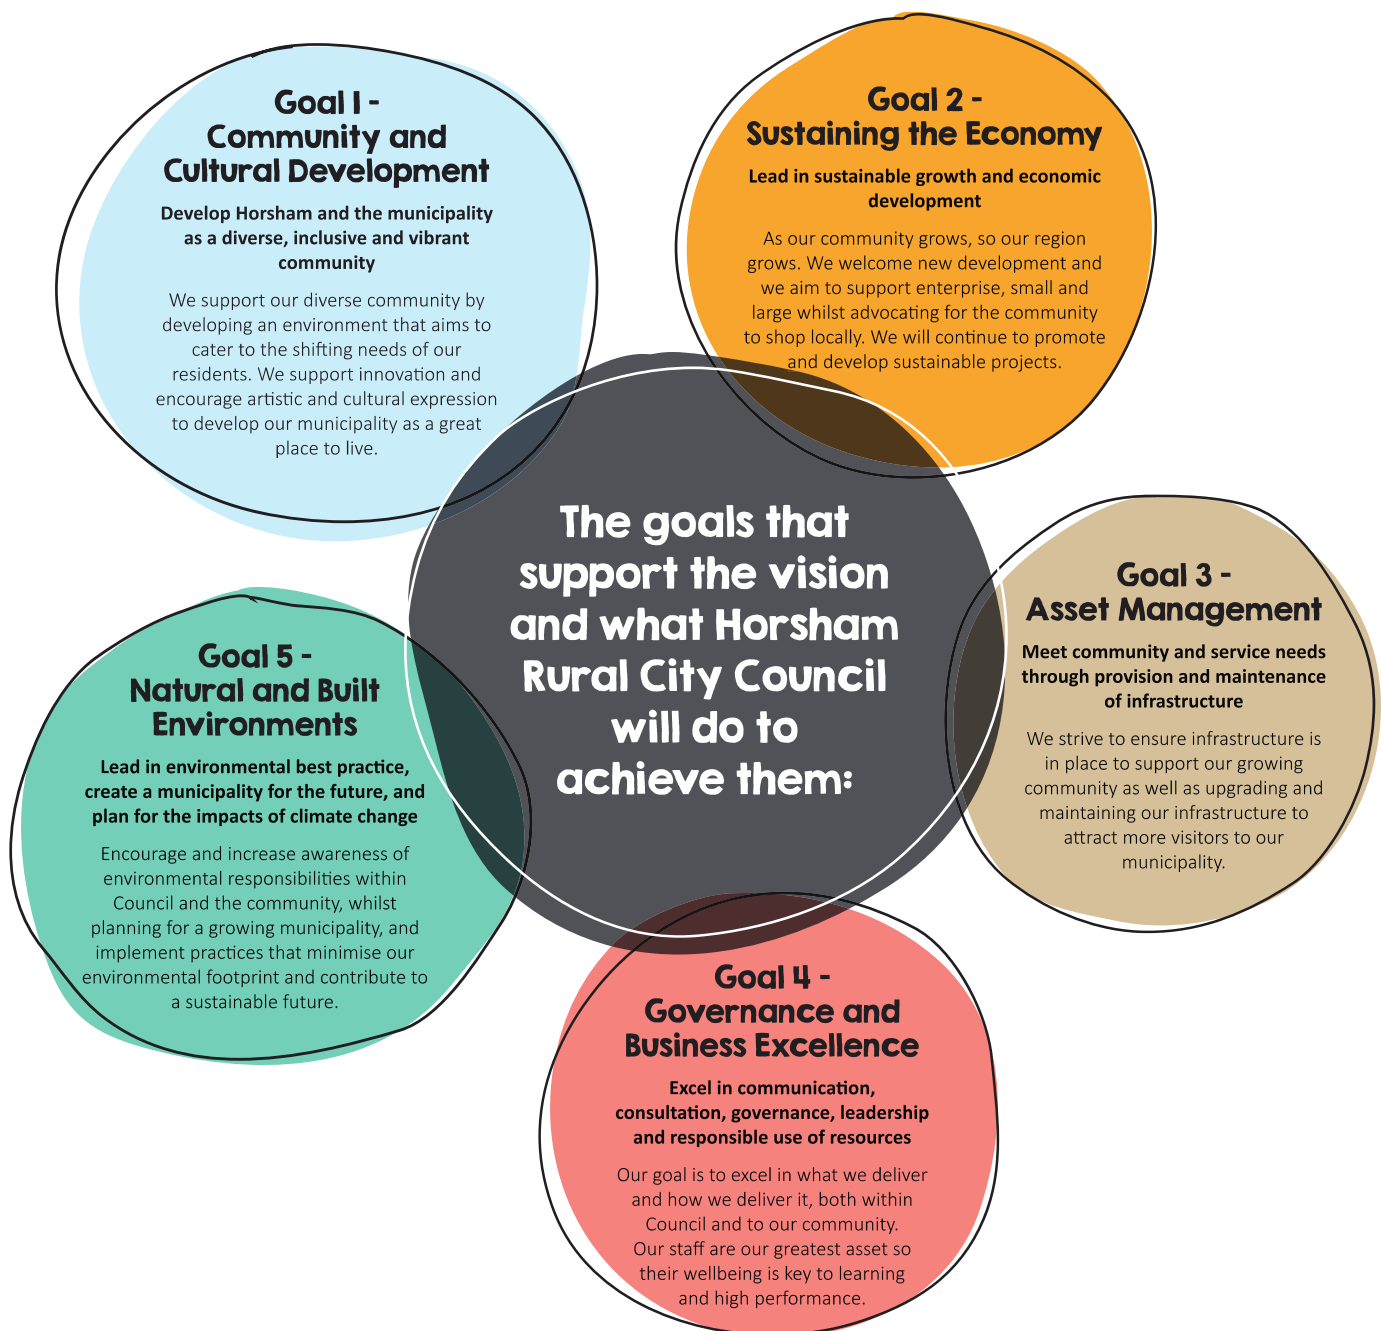 Goal 1 -
Community and
Cultural Development
Develop Horsham and the municipality
as a diverse, inclusive and vibrant
community
We support our diverse community by
developing an environment that aims to
cater to the shifting needs of our
residents. We support innovation and
encourage artistic and cultural expression
to develop our municipality as a great
place to live.
Goal 2 -
Sustaining the Economy
Lead in sustainable growth and economic
development
As our community grows, so our region
grows. We welcome new development and
we aim to support enterprise, small and
large whilst advocating for the community
to shop locally. We will continue to promote
and develop sustainable projects.
The goals that
support the vision
and what Horsham
Rural City Council
will do to
achieve them:
Goal 3 -
Asset Management
Meet community and service needs
through provision and maintenance
of infrastructure
We strive to ensure infrastructure is
in place to support our growing
community as well as upgrading and
maintaining our infrastructure to
attract more visitors to our
municipality.
Goal 4 -
Governance and
Business Excellence
Excel in communication,
consultation, governance, leadership
and responsible use of resources
Our goal is to excel in what we deliver
and how we deliver it, both within
Council and to our community.
Our staff are our greatest asset so
their wellbeing is key to learning
and high performance.
Goal 5 -
Natural and Built
Environments
Lead in environmental best practice,
create a municipality for the future, and
plan for the impacts of climate change
Encourage and increase awareness of
environmental responsibilities within
Council and the community, whilst
planning for a growing municipality, and
implement practices that minimise our
environmental footprint and contribute to
a sustainable future.